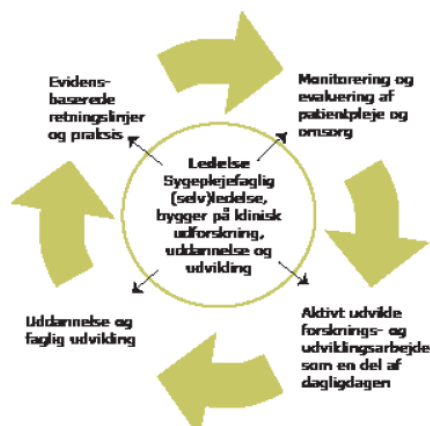 Evidens-
baserede
retningslinjer
og praksis
Monitorering og
evaluering af
patientpleje og
omsorg
Ledelse
Sygeplejefaglig
(selv)ledelse,
bygger på klinisk
udforskning,
uddannelse og
udvikling
Uddannelse og
faglig udvikling
Aktivt udvikle
forsknings- og
udviklingsarbejde
som en del af
dagligdagen